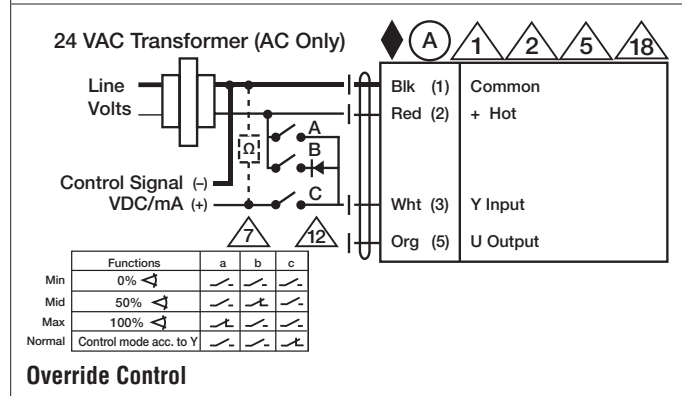 24 VAC Transformer (AC Only)
A 1 2 5 18
Line
Volts
Blk (1) Common
Red (2) + Hot
A
Ω
B
Control Signal (–)
VDC/mA (+)
C
Wht (3) Y Input
7 12
Org (5) U Output
Functions a b c
Min 0%
Mid 50%
Max 100%
Normal Control mode acc. to Y
Override Control